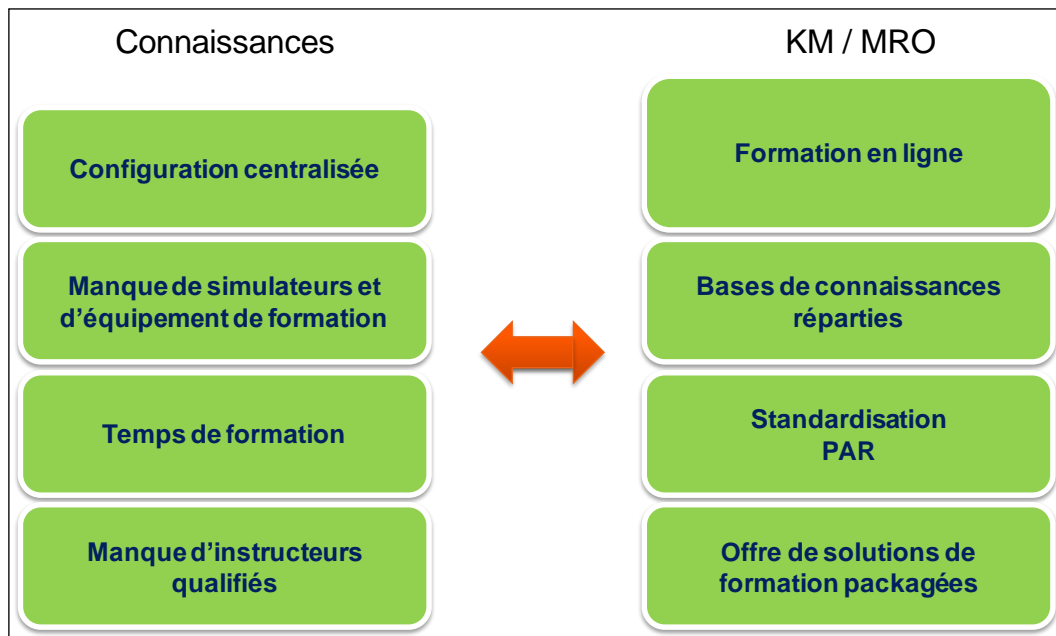 Connaissances
Configuration centralisée
Manque de simulateurs et
d’équipement de formation
Temps de formation
Manque d’instructeurs
qualifiés
KM / MRO
Formation en ligne
Bases de connaissances
réparties
Standardisation
PAR
Offre de solutions de
formation packagées